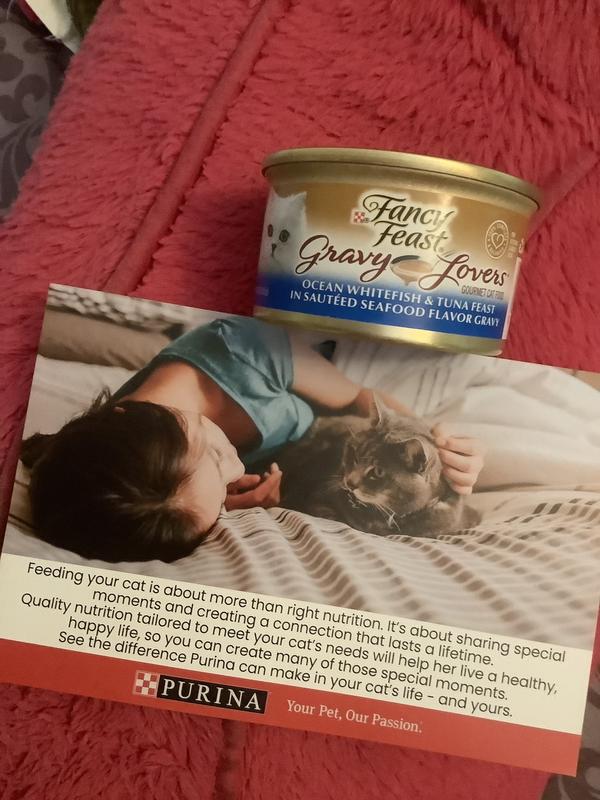 Fancy
Feast
Gravy Lovers
GOURMET CAT FOOD
OCEAN WHITEFISH & TUNA FEAST
IN SAUTÉED SEAFOOD FLAVOR GRAVY
Feeding your cat is about more than right nutrition. It's about sharing special
moments and creating a connection that lasts a lifetime.
Quality nutrition tailored to meet your cat's needs will help her live a healthy,
happy life, so you can create many of those special moments.
See the difference Purina can make in your cat's life – and yours.
PURINA Your Pet, Our Passion.